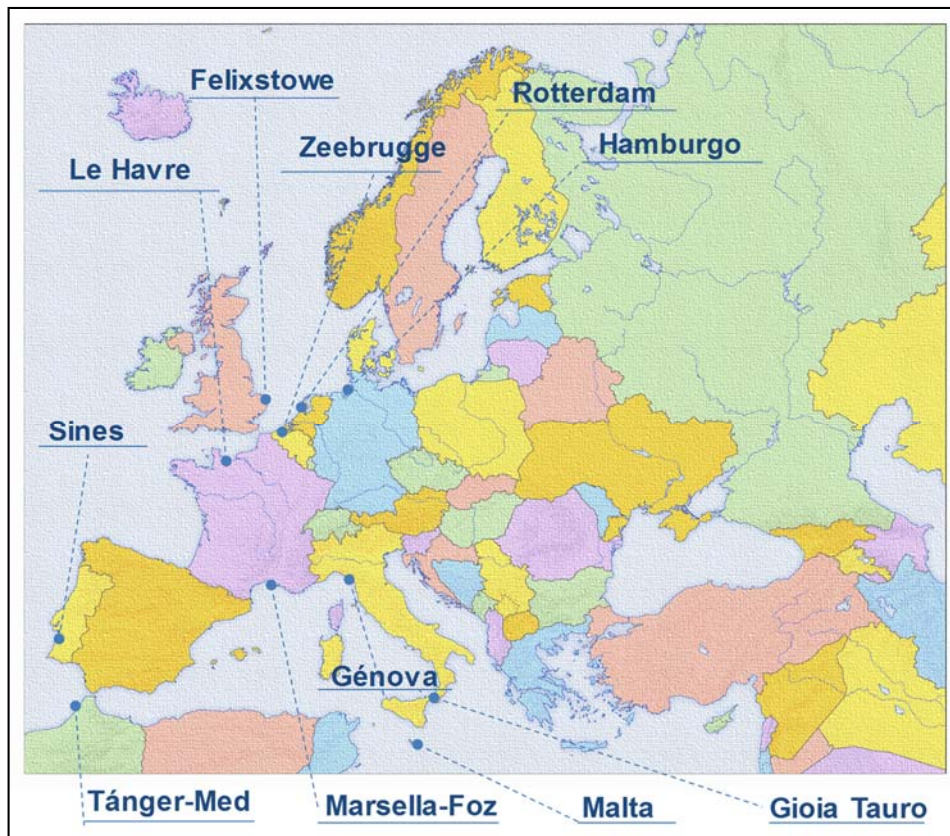 Felixstowe
Rotterdam
Zeebrugge
Hamburgo
Le Havre
Sines
Génova
Tánger-Med
Marsella-Foz
Malta
Gioia Tauro